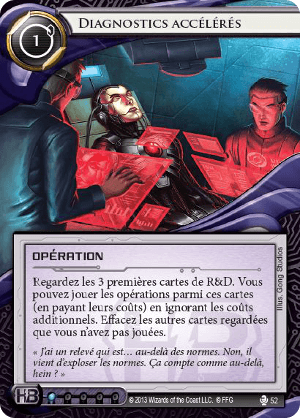 DIAGNOSTICS ACCÉLÉRÉS
1
OPÉRATION
Regardez les 3 premières cartes de R&D. Vous
pouvez jouer les opérations parmi ces cartes
(en payant leurs coûts) en ignorant les coûts
additionnels. Effacez les autres cartes regardées
que vous n'avez pas jouées.
« J'ai un relevé qui est… au-delà des normes. Non, il
vient d'exploser les normes. Ça compte comme au-delà,
hein ? »
Illus. Gong Studios
HB
© 2013 Wizards of the Coast LLC. © FFG
52